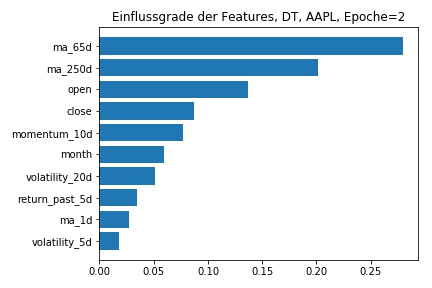 Einflussgrade der Features, DT, AAPL, Epoche=2
ma_65d
ma_250d
open
close
momentum_10d
month
volatility_20d
return_past_5d
ma_1d
volatility_5d
0.00 0.05 0.10 0.15 0.20 0.25